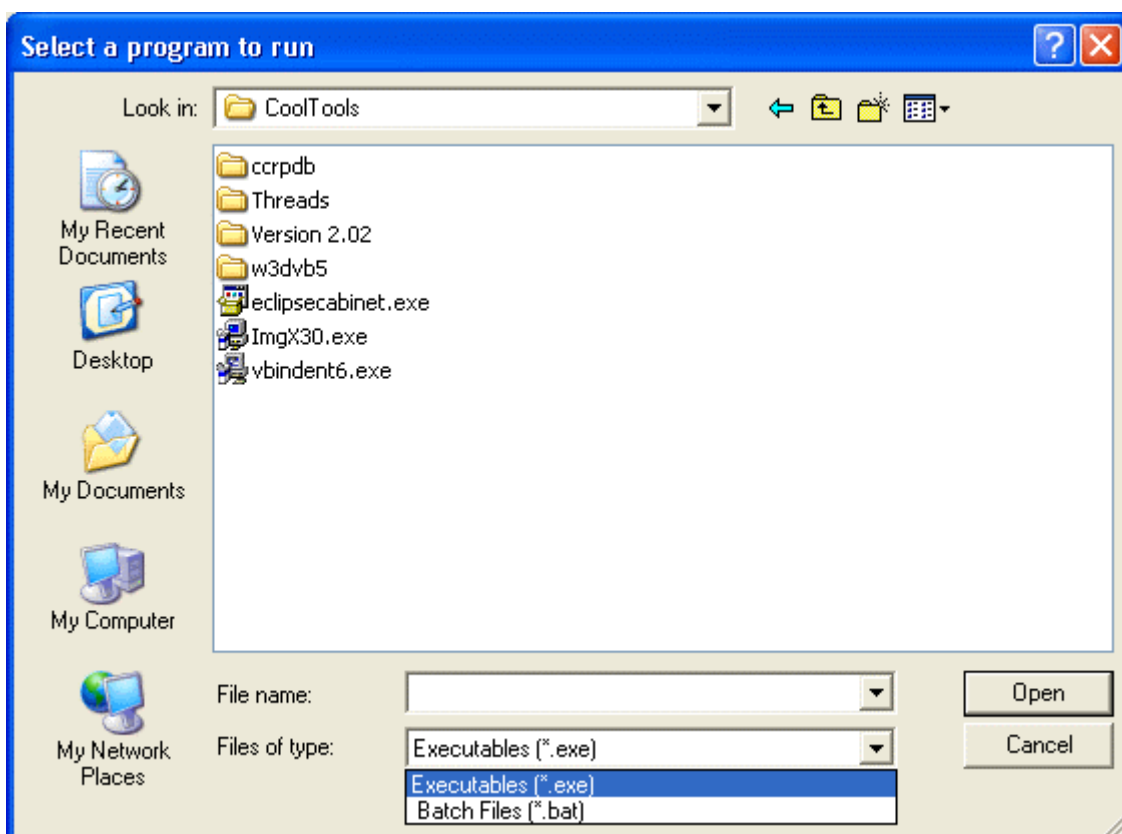 Select a program to run
Look in: CoolTools
My Recent
Documents
Desktop
My Documents
My Computer
My Network
Places
ccrpdb
Threads
Version 2.02
w3dvb5
eclipsecabinet.exe
ImgX30.exe
vbindent6.exe
File name:
Open
Files of type: Executables (*.exe)
Cancel
Executables (*.exe)
Batch Files (*.bat)